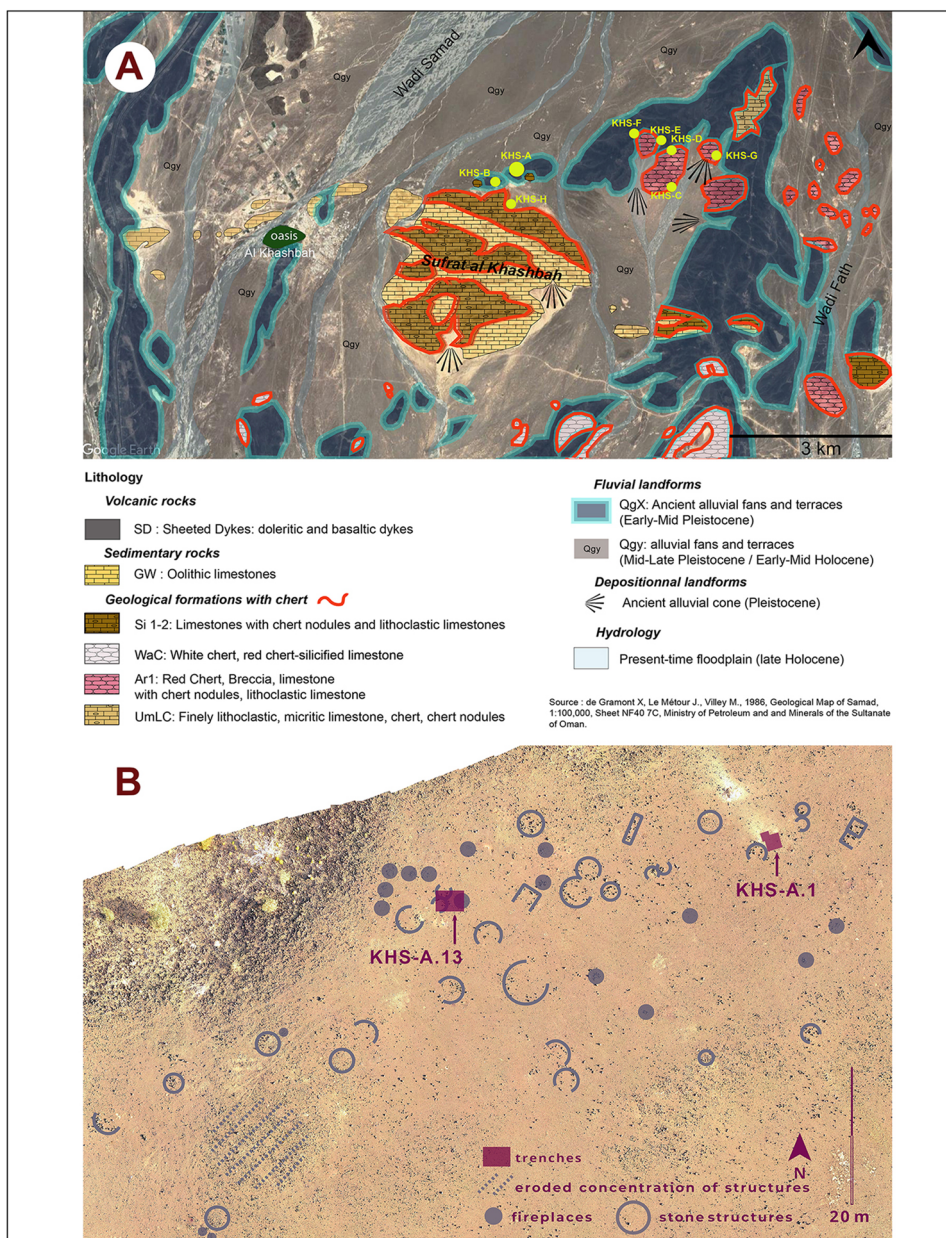 A
Wadi Samad
Qgy
Qgy
Qgy
Qgy
KHS-F
KHS-E
KHS-D
KHS-A
KHS-G
KHS-B
KHS-C
KHS-H
oasis
Al Khashbah
Sufrat al Khashbah
Qgy
Qgy
Qgy
Wadi Fath
Google Earth
3 km
Lithology
Volcanic rocks
SD : Sheeted Dykes: doleritic and basaltic dykes
Sedimentary rocks
GW : Oolithic limestones
Geological formations with chert
Si 1-2: Limestones with chert nodules and lithoclastic limestones
WaC: White chert, red chert-silicified limestone
Ar1: Red Chert, Breccia, limestone
with chert nodules, lithoclastic limestone
UmLC: Finely lithoclastic, micritic limestone, chert, chert nodules
Fluvial landforms
QgX: Ancient alluvial fans and terraces
(Early-Mid Pleistocene)
Qgy
Qgy: alluvial fans and terraces
(Mid-Late Pleistocene / Early-Mid Holocene)
Depositionnal landforms
Ancient alluvial cone (Pleistocene)
Hydrology
Present-time floodplain (late Holocene)
Source : de Gramont X, Le Métour J., Villey M., 1986, Geological Map of Samad,
1:100,000, Sheet NF40 7C, Ministry of Petroleum and and Minerals of the Sultanate
of Oman.
B
KHS-A.1
KHS-A.13
trenches
eroded concentration of structures
fireplaces
stone structures
N
20 m